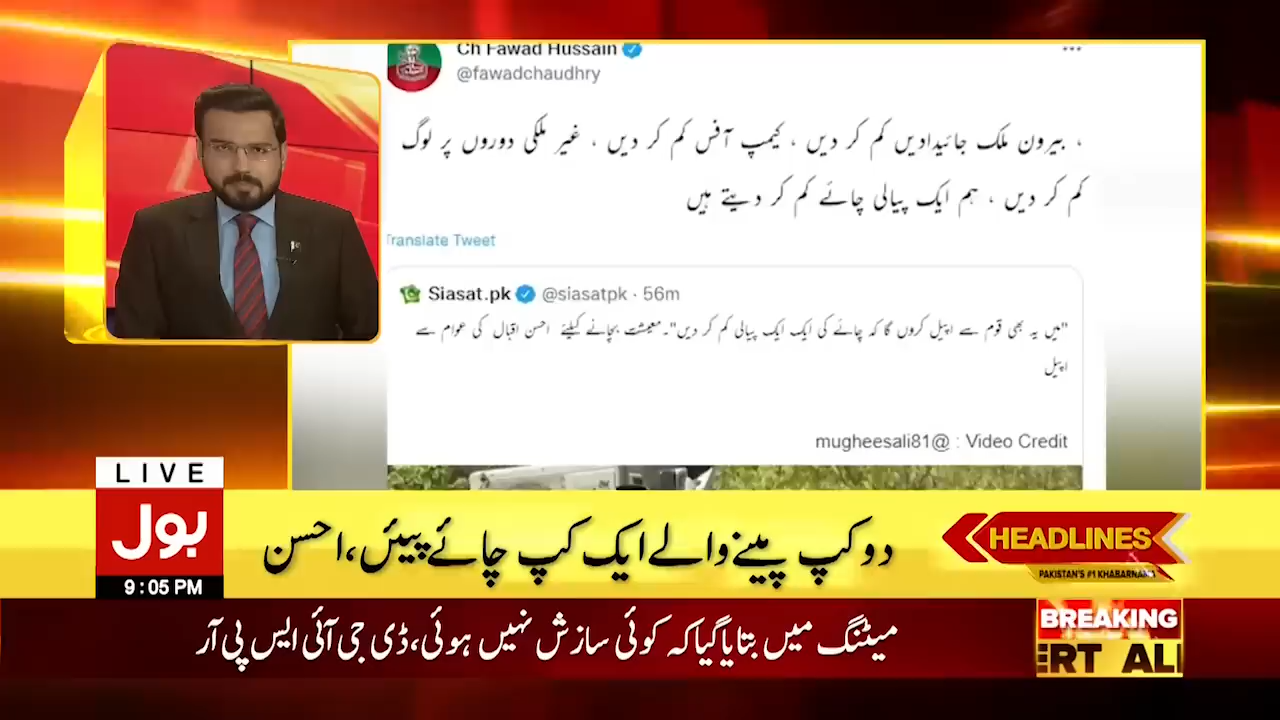 Ch Fawad Hussain
@fawadchaudhry
، بیرون ملک جائیدادیں کم کر دیں ، کیمپ آفس کم کر دیں ، غیر ملکی دوروں پر لوگ
کم کر دیں ، ہم ایک پیالی چائے کم کر دیتے ہیں
Translate Tweet
Siasat.pk @siasatpk · 56m
"میں یہ بھی قوم سے اپیل کروں گا کہ چائے کی ایک ایک پیالی کم کر دیں"۔معیشت بچانے کیلئے احسن اقبال کی عوام سے
اپیل
mugheesali81@ : Video Credit
LIVE
بول
9:05 PM
دو کپ پینے والے ایک کپ چائے پیئں، احسن
HEADLINES
PAKISTAN'S #1 KHABARNAMA
میٹنگ میں بتایا گیا کہ کوئی سازش نہیں ہوئی، ڈی جی آئی ایس پی آر
BREAKING
ERT ALE